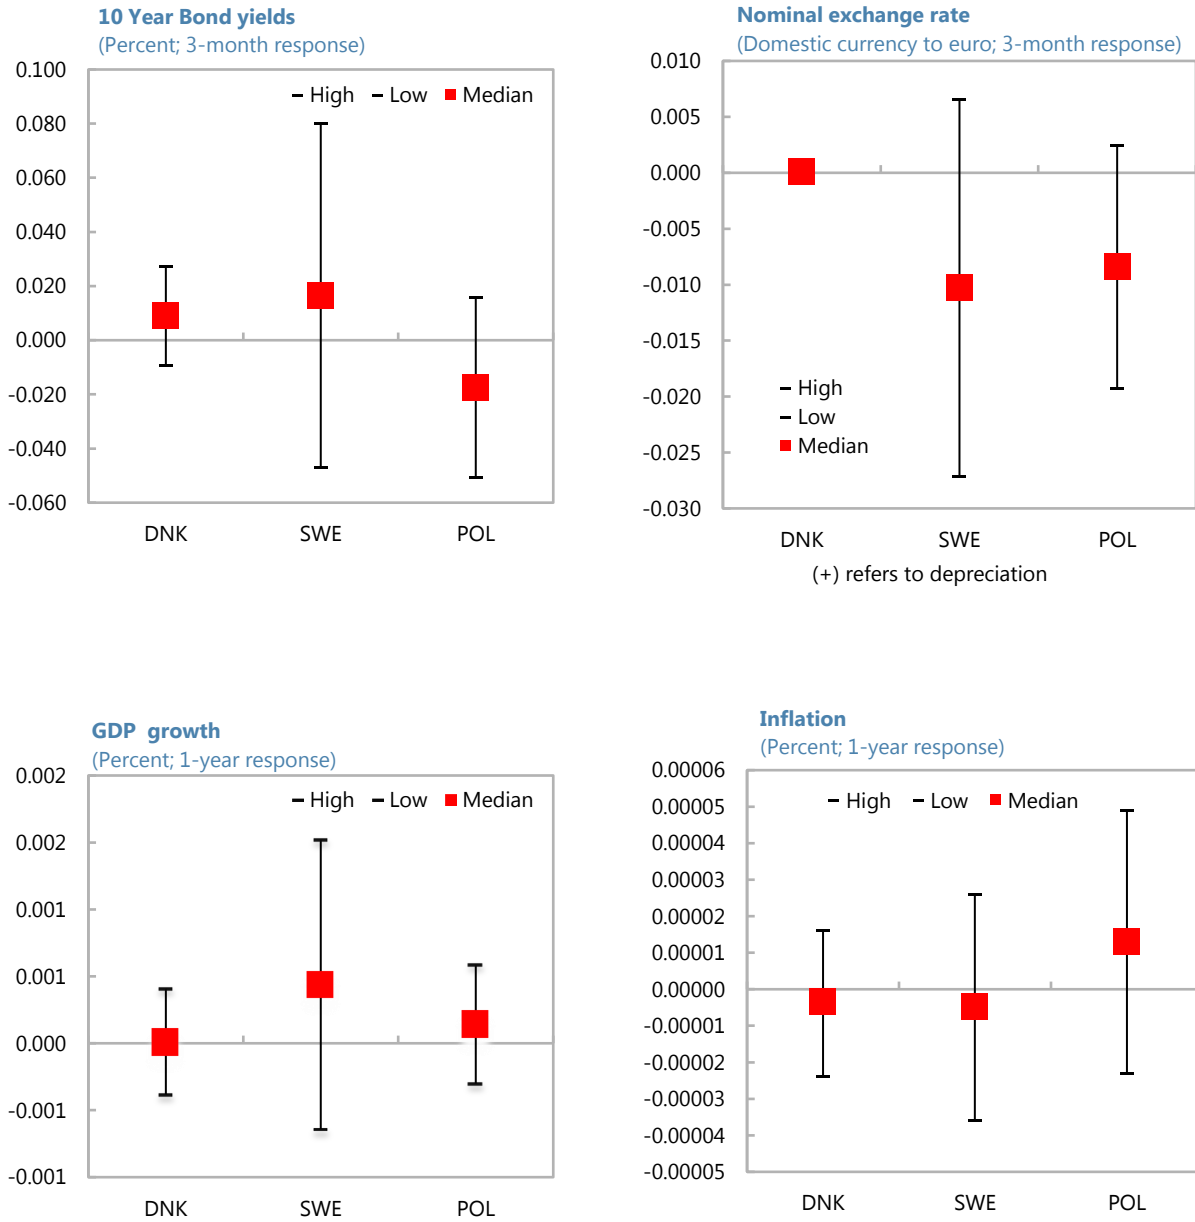 10 Year Bond yields
(Percent; 3-month response)
High Low Median
0.100
0.080
0.060
0.040
0.020
0.000
-0.020
-0.040
-0.060
DNK SWE POL
Nominal exchange rate
(Domestic currency to euro; 3-month response)
0.010
0.005
0.000
-0.005
-0.010
-0.015
-0.020
-0.025
-0.030
High
Low
Median
DNK SWE POL
(+) refers to depreciation
GDP growth
(Percent; 1-year response)
High Low Median
0.002
0.002
0.001
0.001
0.000
-0.001
-0.001
DNK SWE POL
Inflation
(Percent; 1-year response)
High Low Median
0.00006
0.00005
0.00004
0.00003
0.00002
0.00001
0.00000
-0.00001
-0.00002
-0.00003
-0.00004
-0.00005
DNK SWE POL